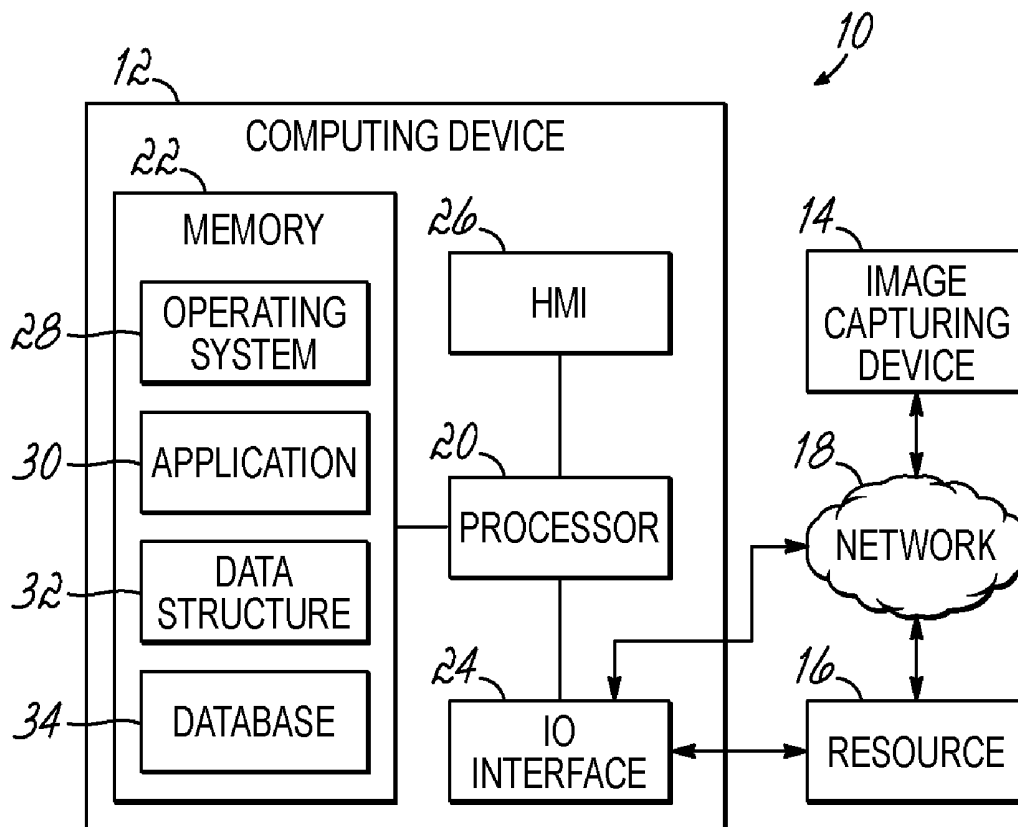 10
12
COMPUTING DEVICE
22
MEMORY
28
OPERATING
SYSTEM
30
APPLICATION
32
DATA
STRUCTURE
34
DATABASE
26
HMI
20
PROCESSOR
24
IO
INTERFACE
14
IMAGE
CAPTURING
DEVICE
18
NETWORK
16
RESOURCE